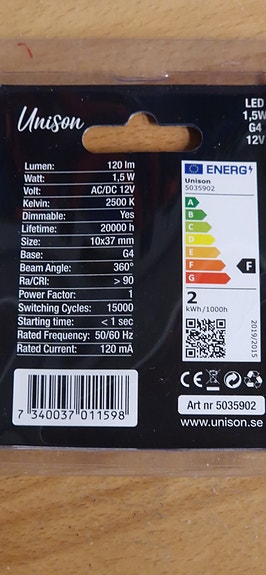 Unison
LED
1,5W
G4
12V
Lumen: 120 lm
Watt: 1,5 W
Volt: AC/DC 12V
Kelvin: 2500 K
Dimmable: Yes
Lifetime: 20000 h
Size: 10x37 mm
Base: G4
Beam Angle: 360°
Ra/CRI: > 90
Power Factor: 1
Switching Cycles: 15000
Starting time: < 1 sec
Rated Frequency: 50/60 Hz
Rated Current: 120 mA
7 340037 011598
ENERG
Unison
5035902
A
B
C
D
E
F
G
F
2
kWh /1000h
2019/2015
CE
Art nr 5035902
www.unison.se